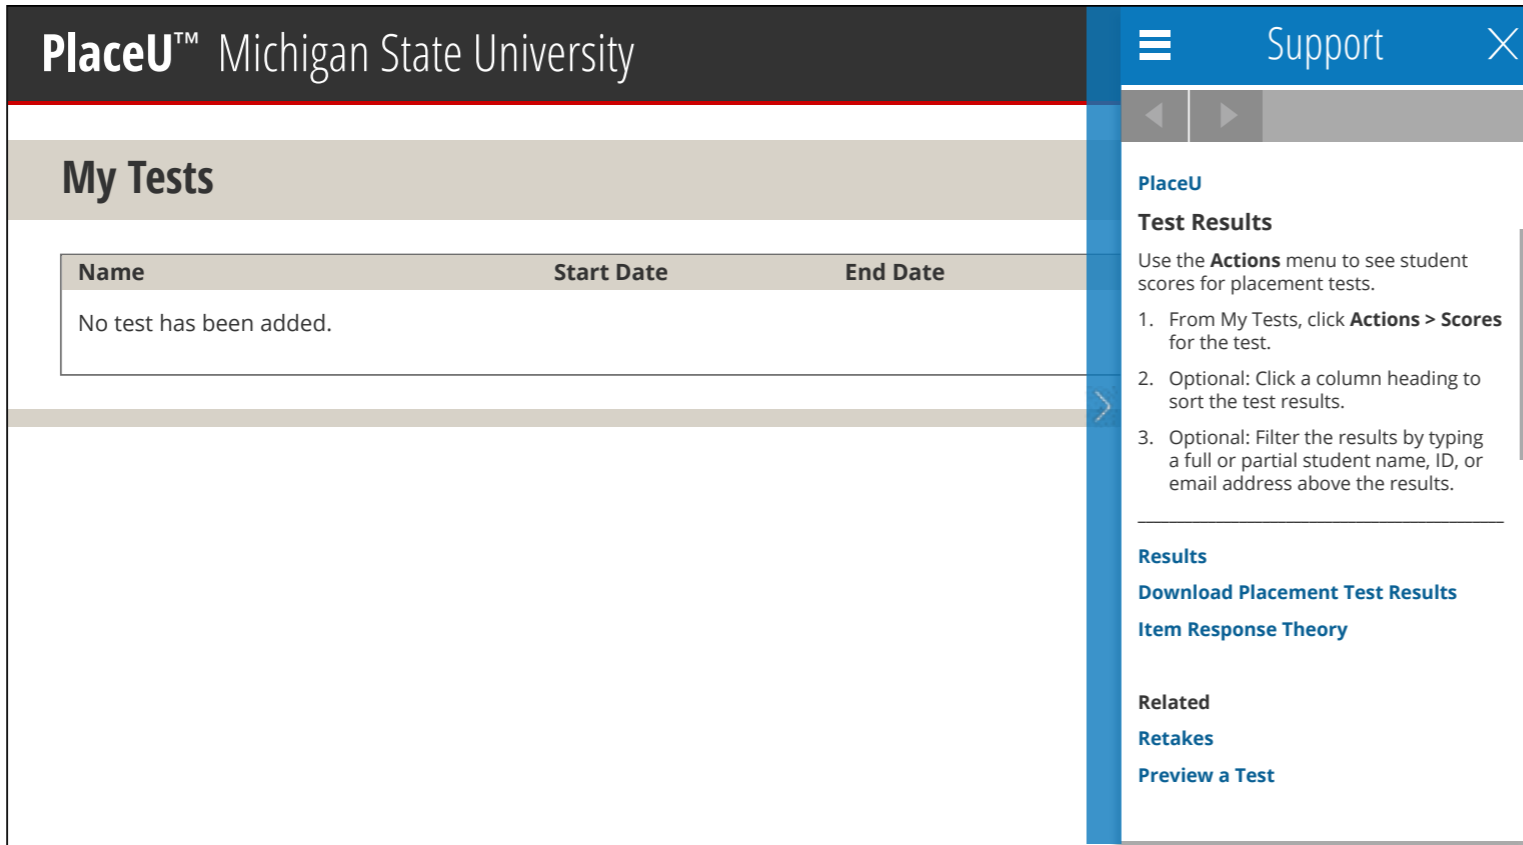 PlaceU™ Michigan State University
Support
My Tests
Name Start Date End Date
No test has been added.
PlaceU
Test Results
Use the Actions menu to see student
scores for placement tests.
1. From My Tests, click Actions > Scores
for the test.
2. Optional: Click a column heading to
sort the test results.
3. Optional: Filter the results by typing
a full or partial student name, ID, or
email address above the results.
Results
Download Placement Test Results
Item Response Theory
Related
Retakes
Preview a Test